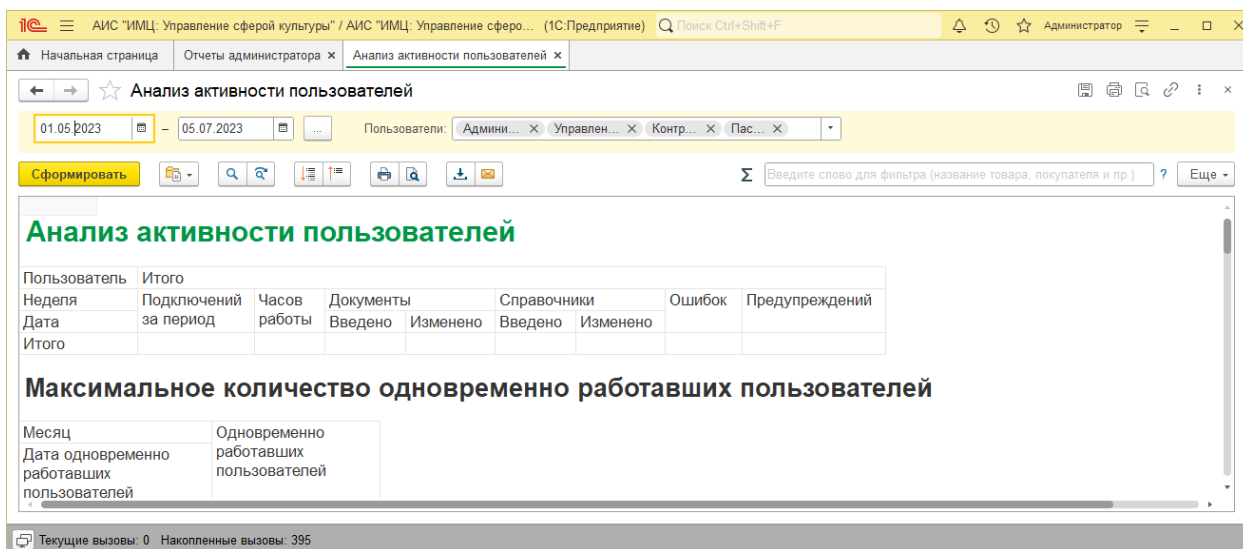 АИС "ИМЦ: Управление сферой культуры" / АИС "ИМЦ: Управление сферо... (1С:Предприятие) Поиск Ctrl+Shift+F Администратор
Начальная страница Отчеты администратора × Анализ активности пользователей ×
Анализ активности пользователей
01.05.2023 – 05.07.2023 ... Пользователи: Админи... × Управлен... × Контр... × Пас... ×
Сформировать Σ Введите слово для фильтра (название товара, покупателя и пр.) ? Еще
Анализ активности пользователей
Пользователь Итого
Неделя Подключений за период Часов работы Документы Справочники Ошибок Предупреждений
Дата Введено Изменено Введено Изменено
Итого
Максимальное количество одновременно работавших пользователей
Месяц Одновременно
Дата одновременно работавших
работавших пользователей
пользователей
Текущие вызовы: 0 Накопленные вызовы: 395